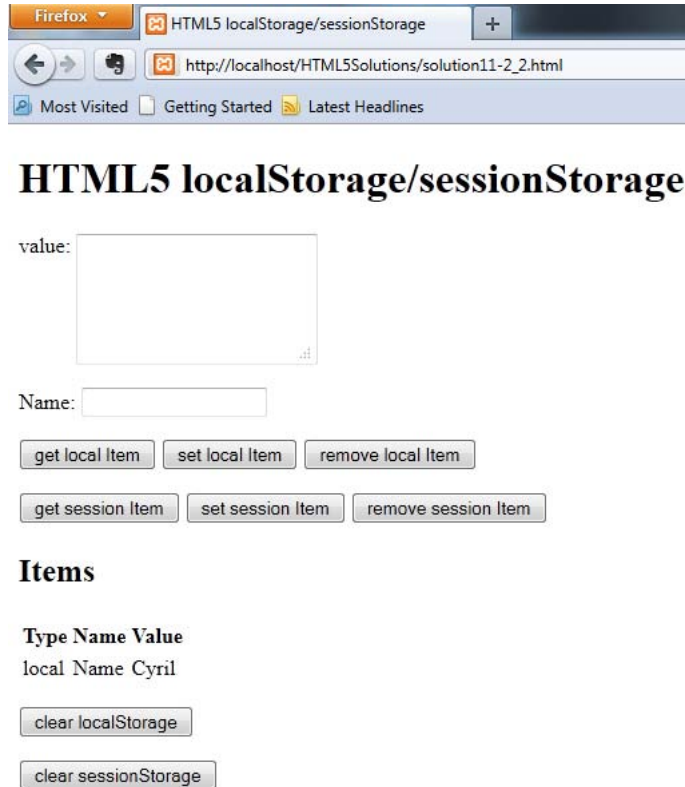 Firefox
HTML5 localStorage/sessionStorage
+
http://localhost/HTML5Solutions/solution11-2_2.html
Most Visited Getting Started Latest Headlines
HTML5 localStorage/sessionStorage
value:
Name:
get local Item set local Item remove local Item
get session Item set session Item remove session Item
Items
Type Name Value
local Name Cyril
clear localStorage
clear sessionStorage